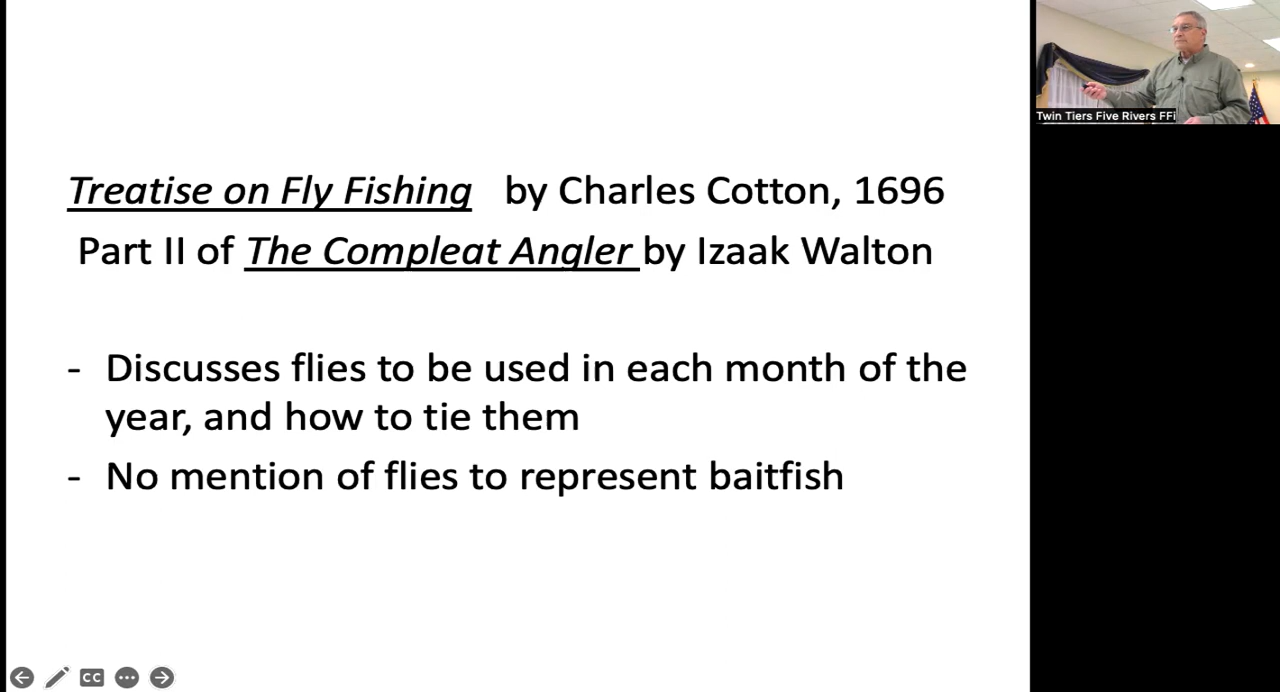 Treatise on Fly Fishing by Charles Cotton, 1696
Part II of The Compleat Angler by Izaak Walton
- Discusses flies to be used in each month of the
year, and how to tie them
- No mention of flies to represent baitfish
Twin Tiers Five Rivers FFi
CC